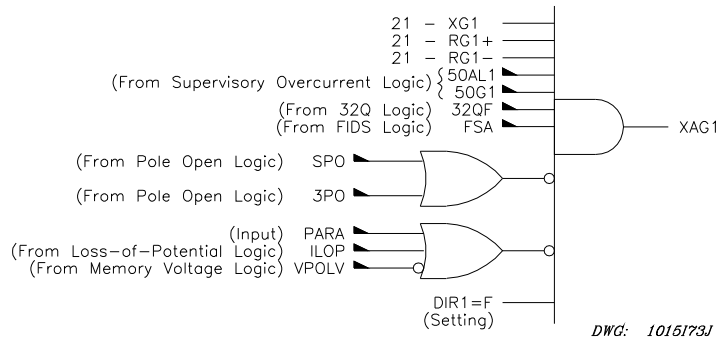 21 - XG1
21 - RG1+
21 - RG1-
(From Supervisory Overcurrent Logic) { 50AL1
50G1
(From 32Q Logic) 32QF
(From FIDS Logic) FSA
XAG1
(From Pole Open Logic) SPO
(From Pole Open Logic) 3PO
(Input) PARA
(From Loss-of-Potential Logic) ILOP
(From Memory Voltage Logic) VPOLV
DIR1=F
(Setting)
DWG: 1015I73J